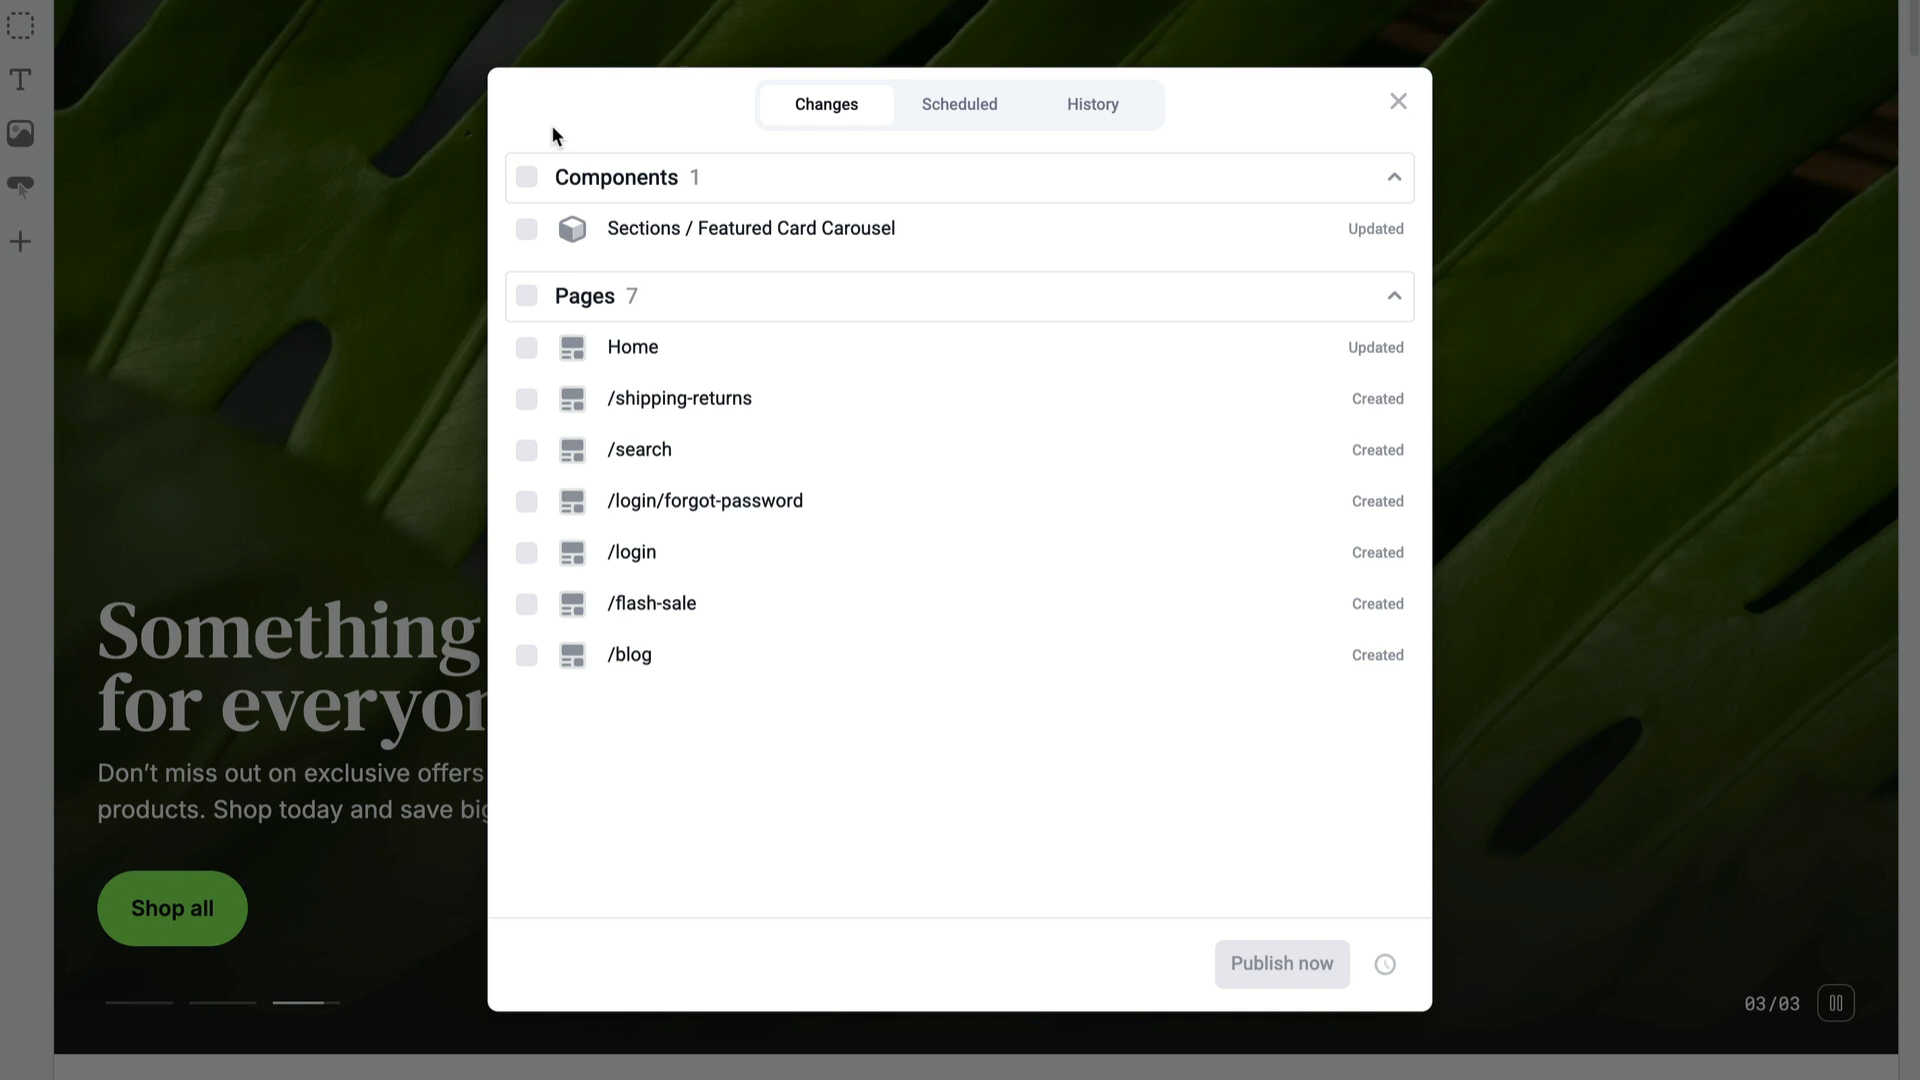 Changes
Scheduled
History
Components 1
Sections / Featured Card Carousel
Updated
Pages 7
Home
Updated
/shipping-returns
Created
/search
Created
/login/forgot-password
Created
/login
Created
/flash-sale
Created
/blog
Created
Something
for everyon
Don't miss out on exclusive offers
products. Shop today and save big
Shop all
Publish now
03/03